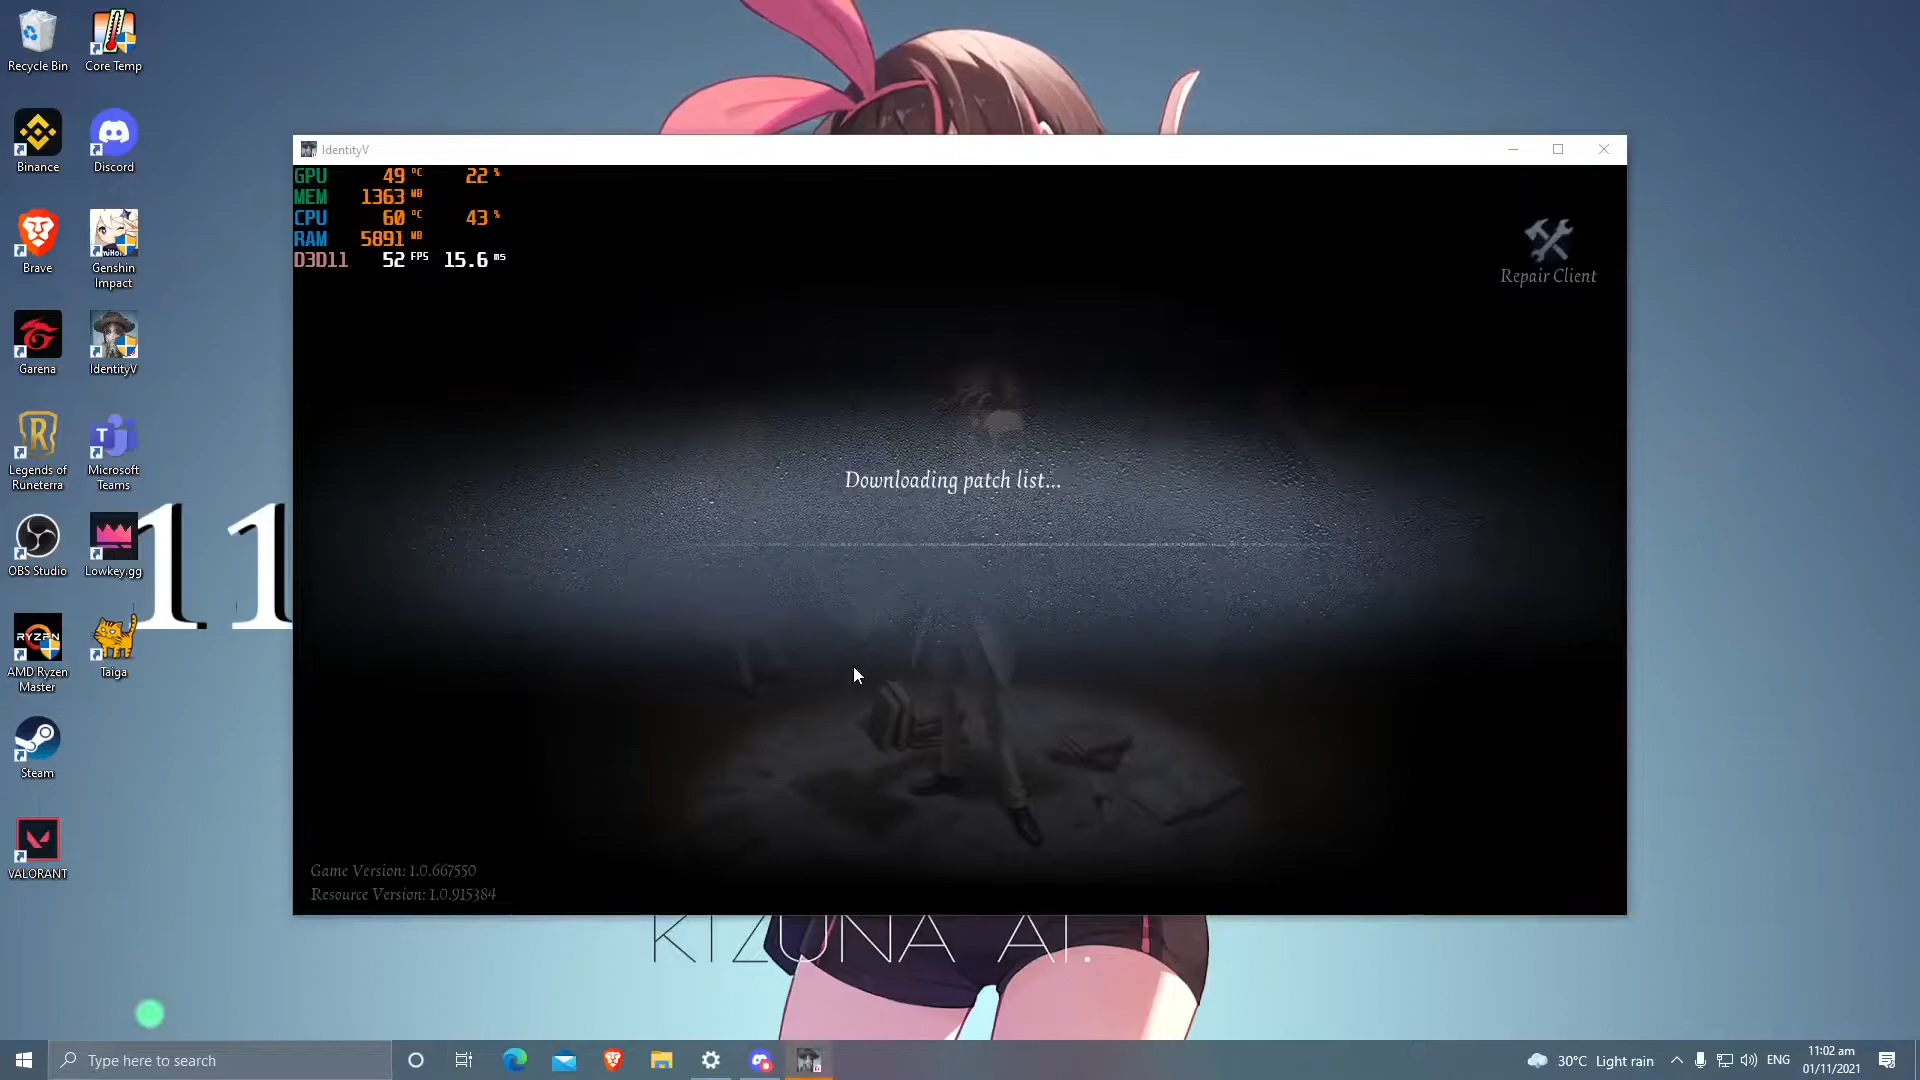 Recycle Bin
Core Temp
Binance
Discord
Brave
Genshin
Impact
Garena
IdentityV
Legends of
Runeterra
Microsoft
Teams
OBS Studio
Lowkey.gg
AMD Ryzen
Master
RYZEN
Taiga
Steam
VALORANT
11
IdentityV
GPU 49 °C 22 %
MEM 1363 MB
CPU 60 °C 43 %
RAM 5891 MB
D3D11 52 FPS 15.6 ms
Repair Client
Downloading patch list...
Game Version: 1.0.667550
Resource Version: 1.0.915384
KIZUNA AI.
Type here to search
30°C Light rain
ENG
11:02 am
01/11/2021